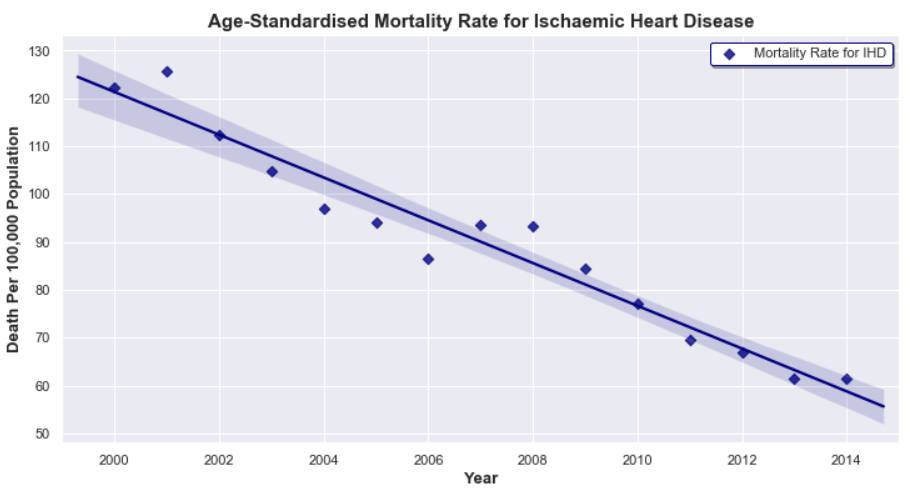 Age-Standardised Mortality Rate for Ischaemic Heart Disease
Mortality Rate for IHD
Death Per 100,000 Population
130
120
110
100
90
80
70
60
50
2000 2002 2004 2006 2008 2010 2012 2014
Year